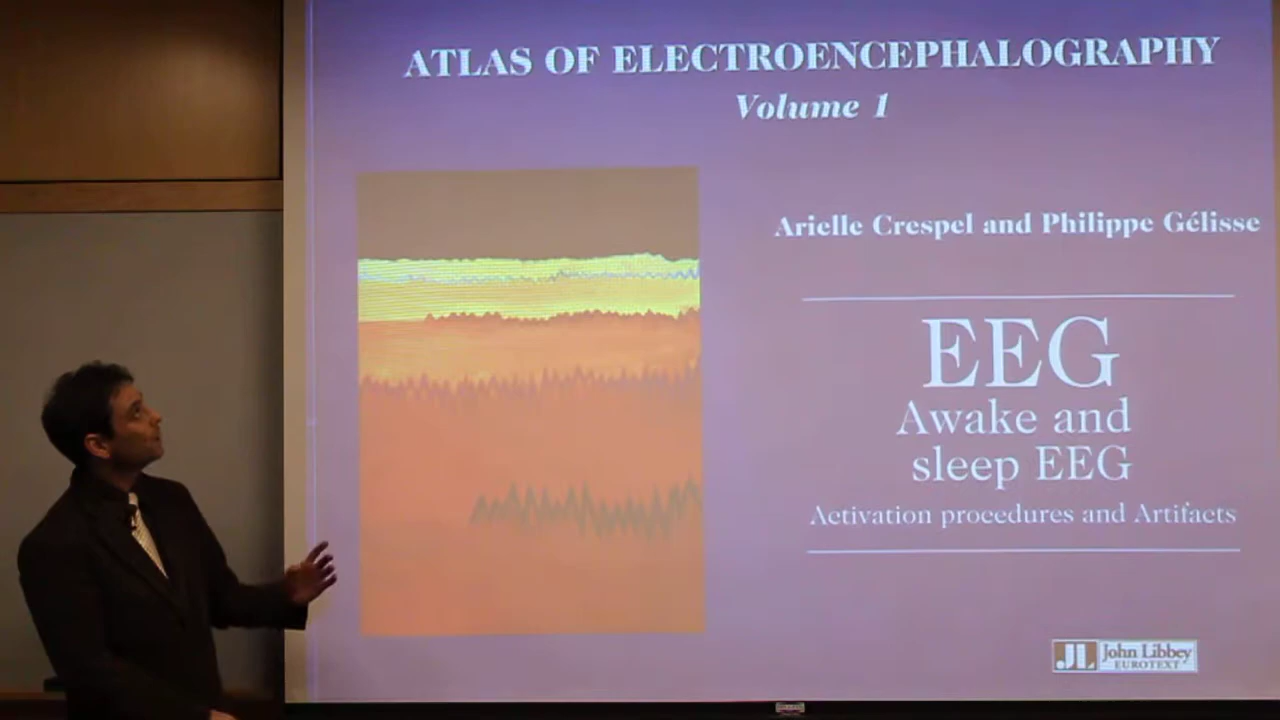 ATLAS OF ELECTROENCEPHALOGRAPHY
Volume 1
Arielle Crespel and Philippe Gélisse
EEG
Awake and
sleep EEG
Activation procedures and Artifacts
JL John Libbey
EUROTEXT